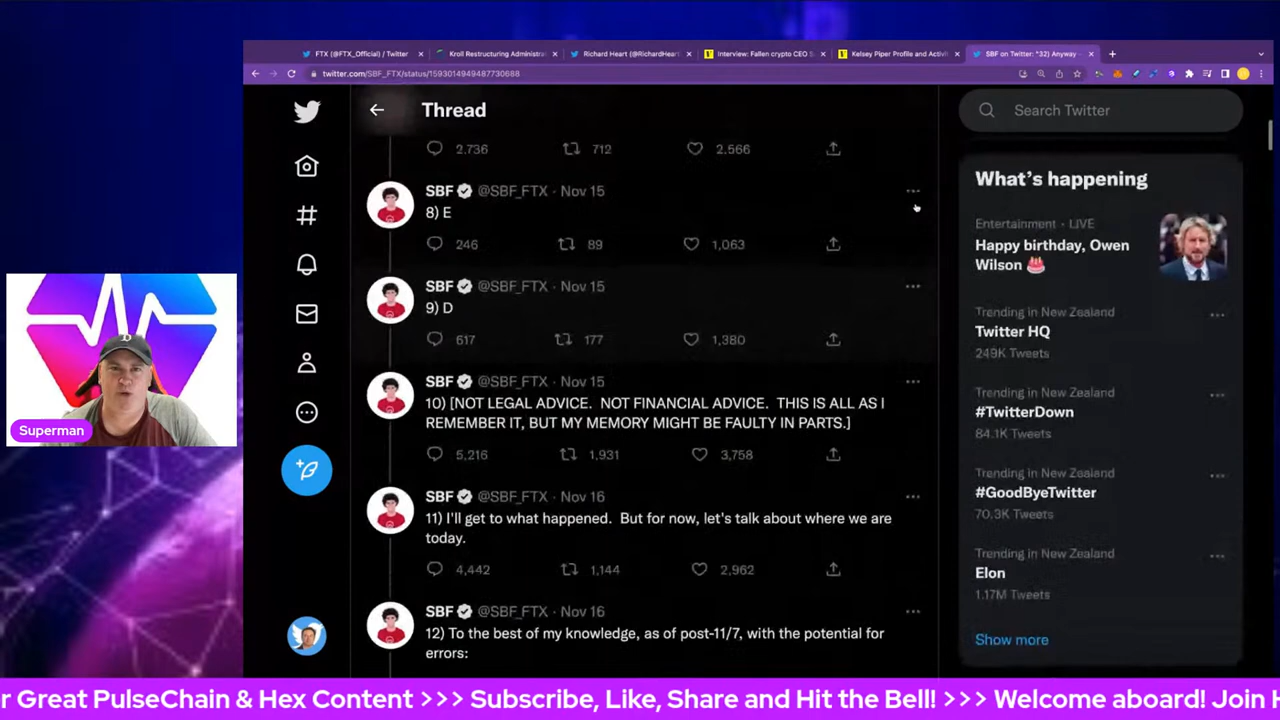 FTX (@FTX_Official) / Twitter
Kroll Restructuring Administra
Richard Heart (@RichardHear
Interview: Fallen crypto CEO S
Kelsey Piper Profile and Activi
SBF on Twitter: "32) Anyway
twitter.com/SBF_FTX/status/1593014949487730688
Thread
Search Twitter
2,736 712 2,566
SBF @SBF_FTX · Nov 15
8) E
246 89 1,063
SBF @SBF_FTX · Nov 15
9) D
617 177 1,380
SBF @SBF_FTX · Nov 15
10) [NOT LEGAL ADVICE. NOT FINANCIAL ADVICE. THIS IS ALL AS I
REMEMBER IT, BUT MY MEMORY MIGHT BE FAULTY IN PARTS.]
5,216 1,931 3,758
SBF @SBF_FTX · Nov 16
11) I'll get to what happened. But for now, let's talk about where we are
today.
4,442 1,144 2,962
SBF @SBF_FTX · Nov 16
12) To the best of my knowledge, as of post-11/7, with the potential for
errors:
What's happening
Entertainment · LIVE
Happy birthday, Owen
Wilson 🎂
Trending in New Zealand
Twitter HQ
249K Tweets
Trending in New Zealand
#TwitterDown
84.1K Tweets
Trending in New Zealand
#GoodByeTwitter
70.3K Tweets
Trending in New Zealand
Elon
1.17M Tweets
Show more
Superman
r Great PulseChain & Hex Content >>> Subscribe, Like, Share and Hit the Bell! >>> Welcome aboard! Join H